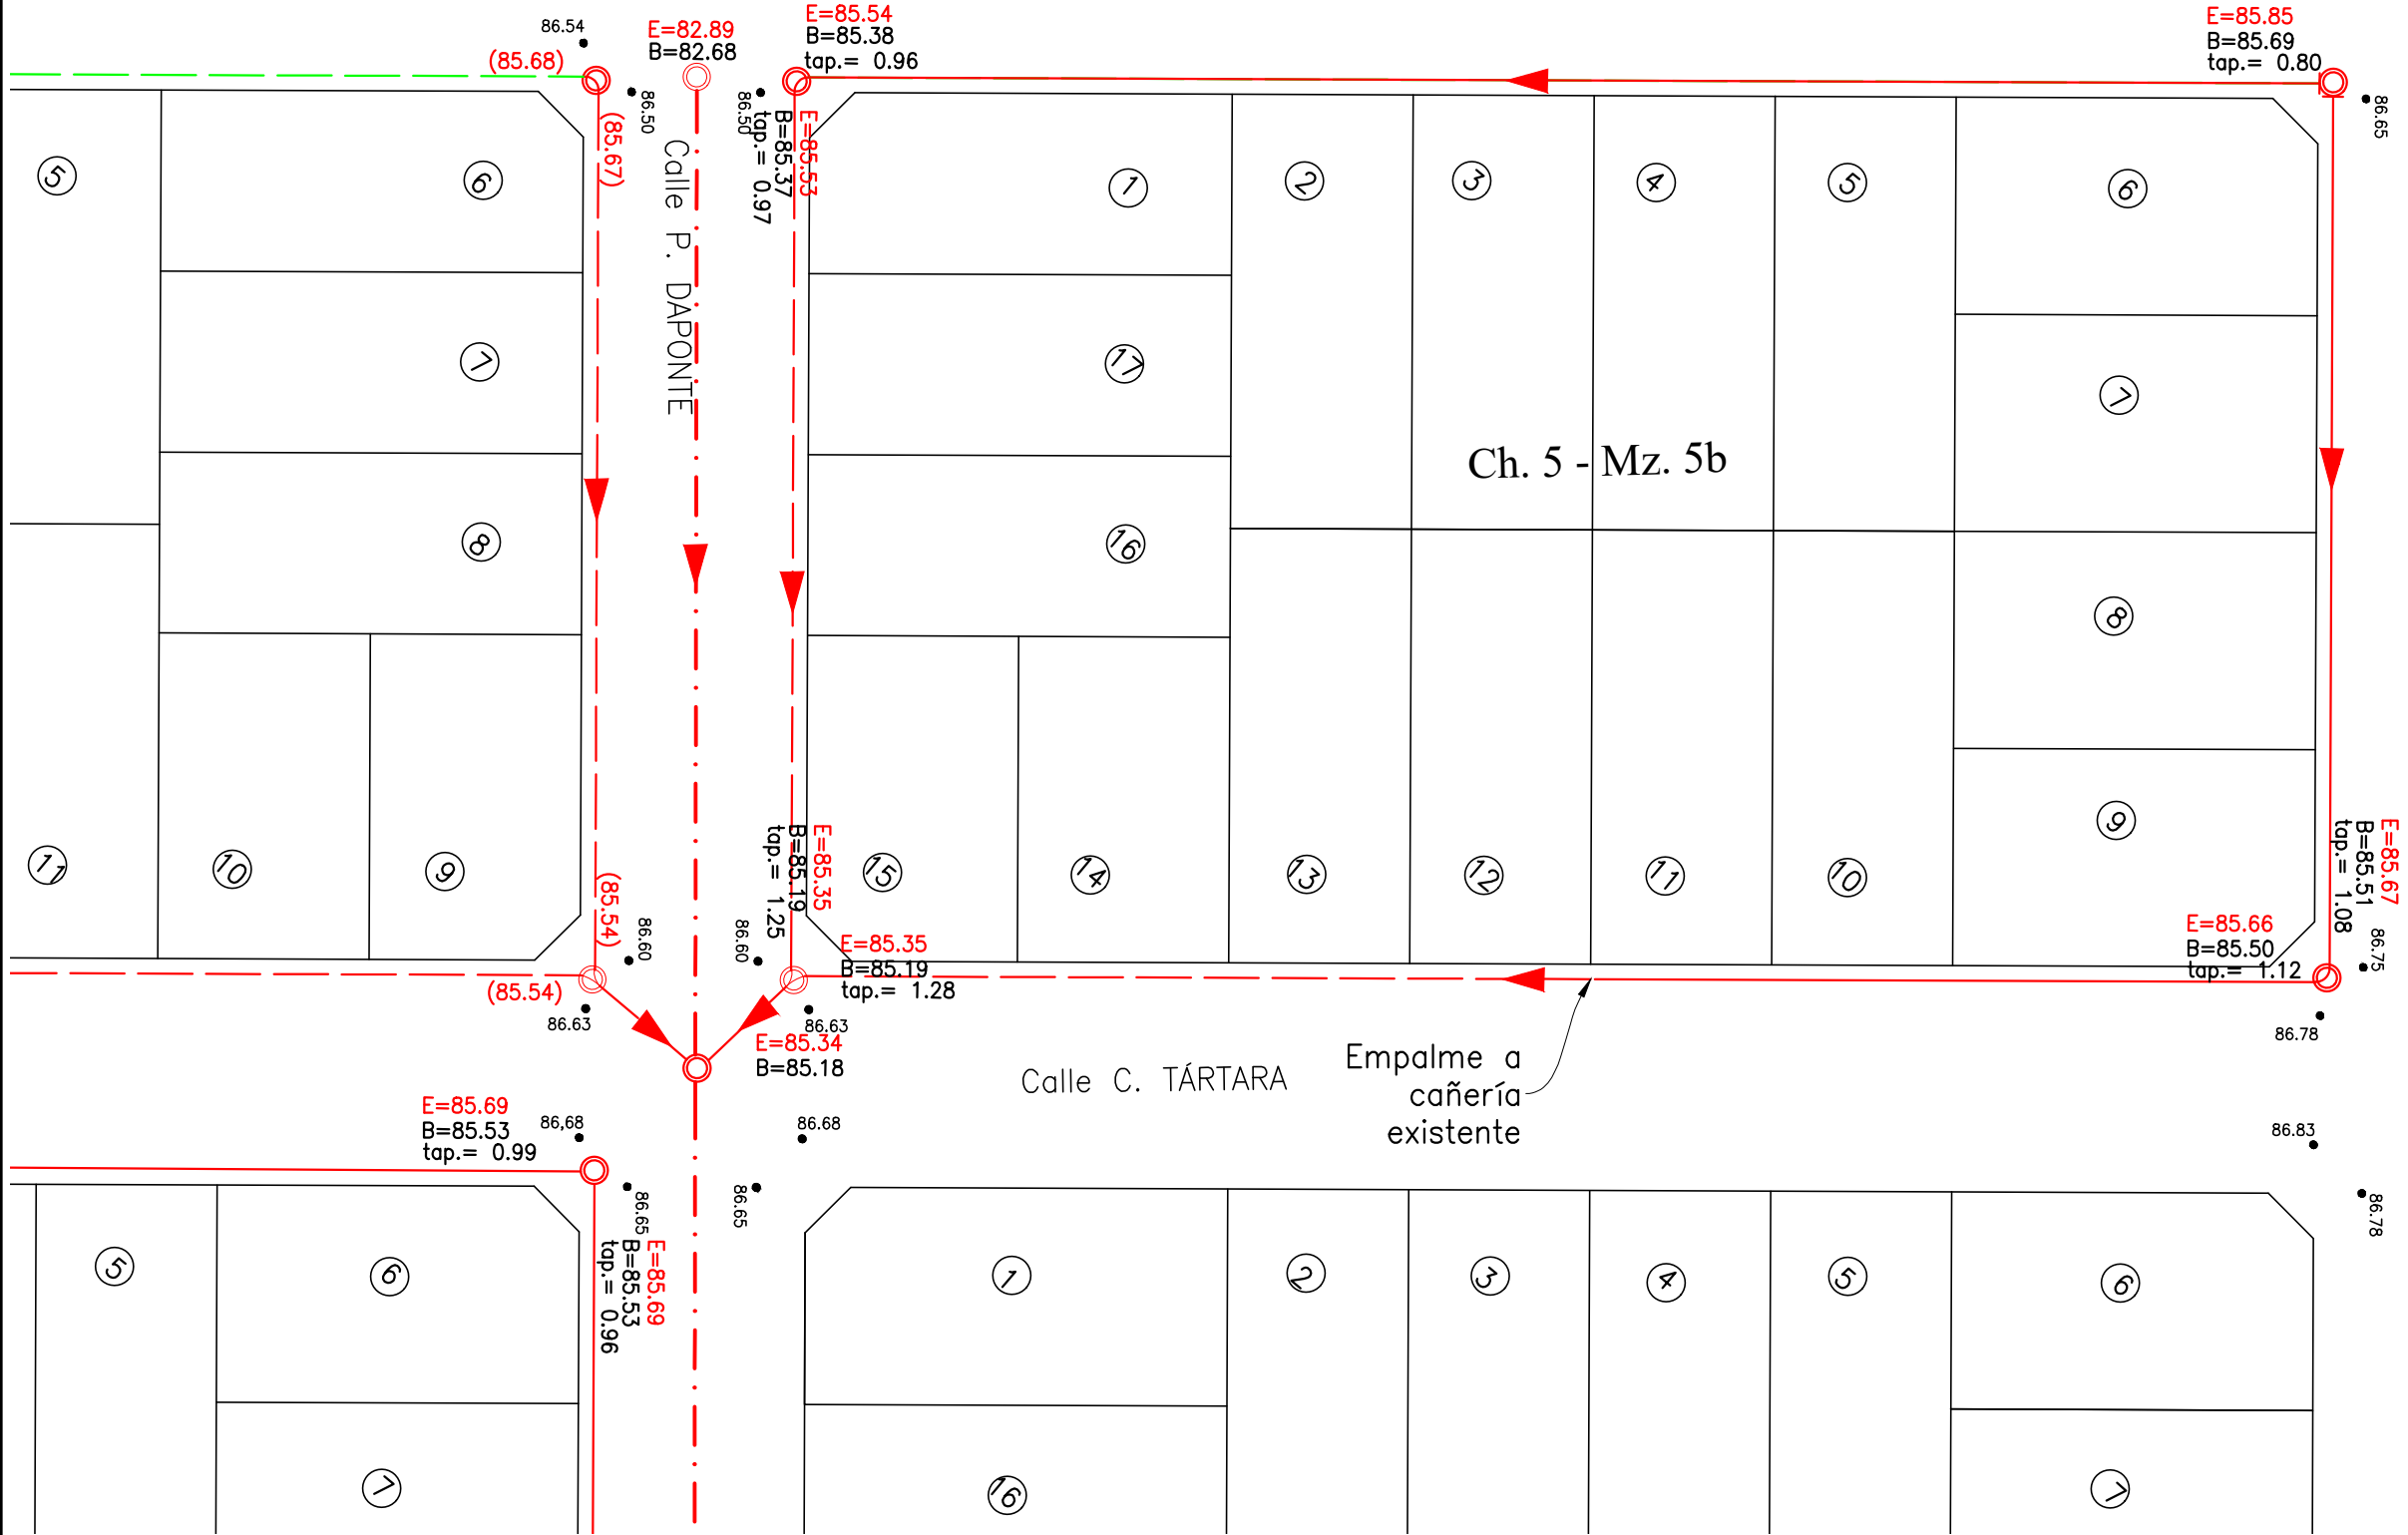 86.54
E=82.89
B=82.68
E=85.54
B=85.38
tap.= 0.96
E=85.85
B=85.69
tap.= 0.80
(85.68)
86.50
86.50
86.65
(85.67)
Calle P. DAPONTE
E=85.53
B=85.37
tap.= 0.97
5
6
1
2
3
4
5
6
7
17
7
Ch. 5 - Mz. 5b
8
16
8
9
11
10
9
15
14
13
12
11
10
E=85.35
B=85.19
tap.= 1.25
E=85.67
B=85.51
tap.= 1.08
(85.54)
86.60
86.60
E=85.35
B=85.19
tap.= 1.28
E=85.66
B=85.50
tap.= 1.12
86.75
(85.54)
86.63
86.63
86.78
E=85.34
B=85.18
Calle C. TÁRTARA
Empalme a
cañería
existente
E=85.69
B=85.53
tap.= 0.99
86,68
86.68
86.83
86.65
86.65
86.78
E=85.69
B=85.53
tap.= 0.96
5
6
1
2
3
4
5
6
7
16
7